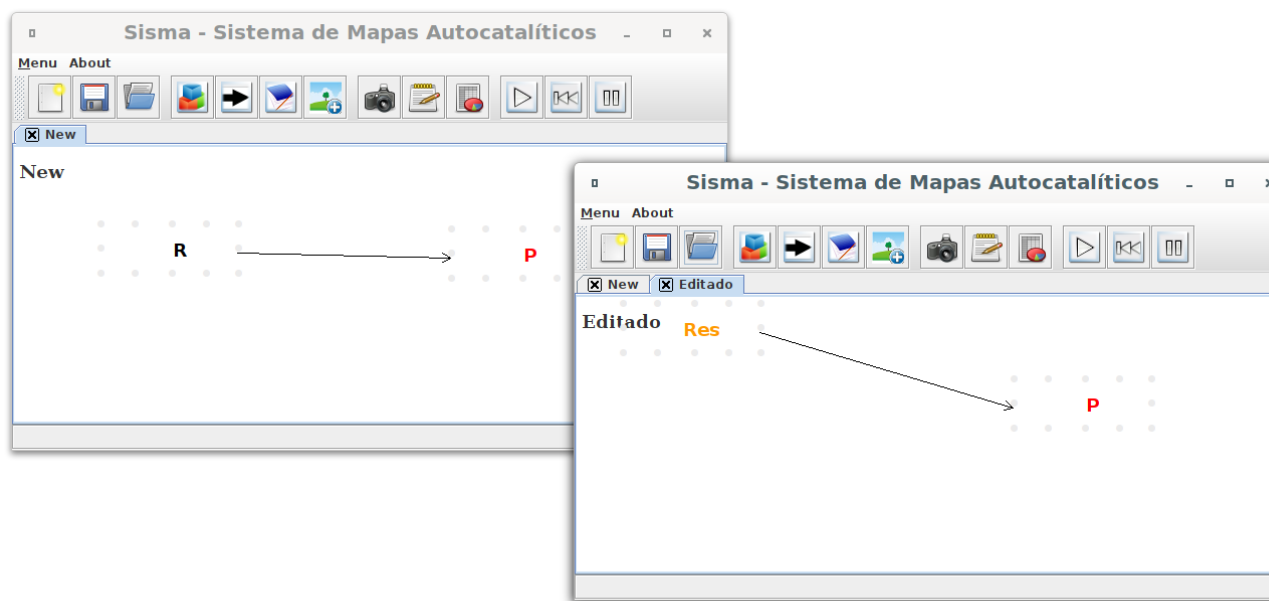 Sisma - Sistema de Mapas Autocatalíticos
Menu About
New
New
R
P
Sisma - Sistema de Mapas Autocatalíticos
Menu About
New Editado
Editado
Res
P